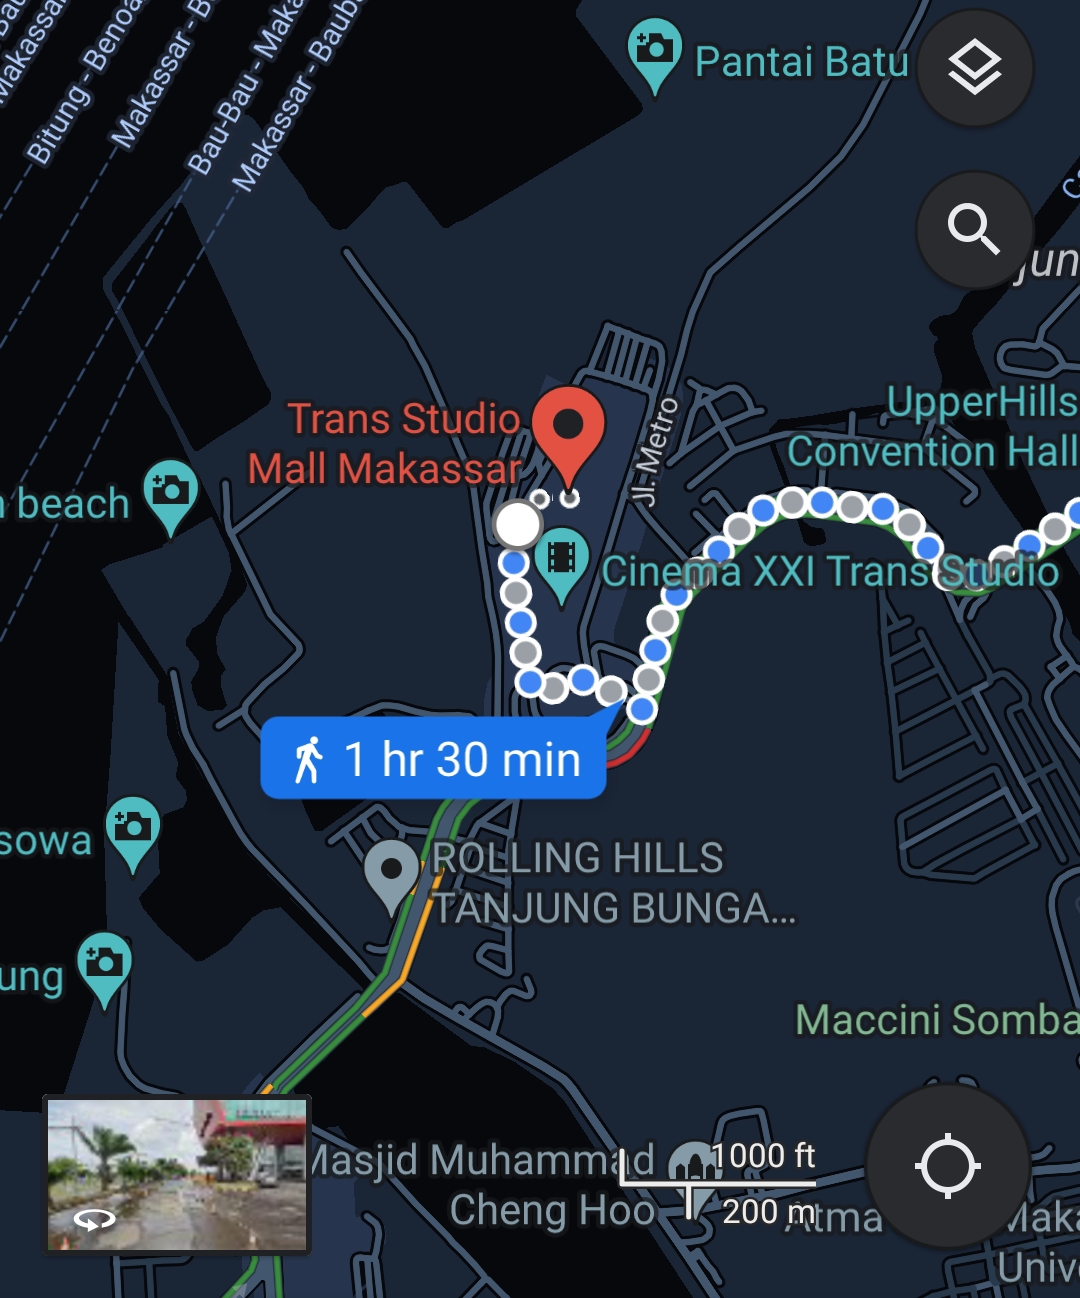 Bitung - Benoa
Makassar - B
Bau-Bau - Maka
Makassar - Baub
Makassar
Pantai Batu
jun
Trans Studio
Mall Makassar
Jl. Metro
UpperHills
Convention Hall
beach
Cinema XXI Trans Studio
1 hr 30 min
sowa
ROLLING HILLS
TANJUNG BUNGA...
ung
Maccini Somba
Masjid Muhammad
Cheng Hoo
1000 ft
200 m
Atma
Maka
Unive